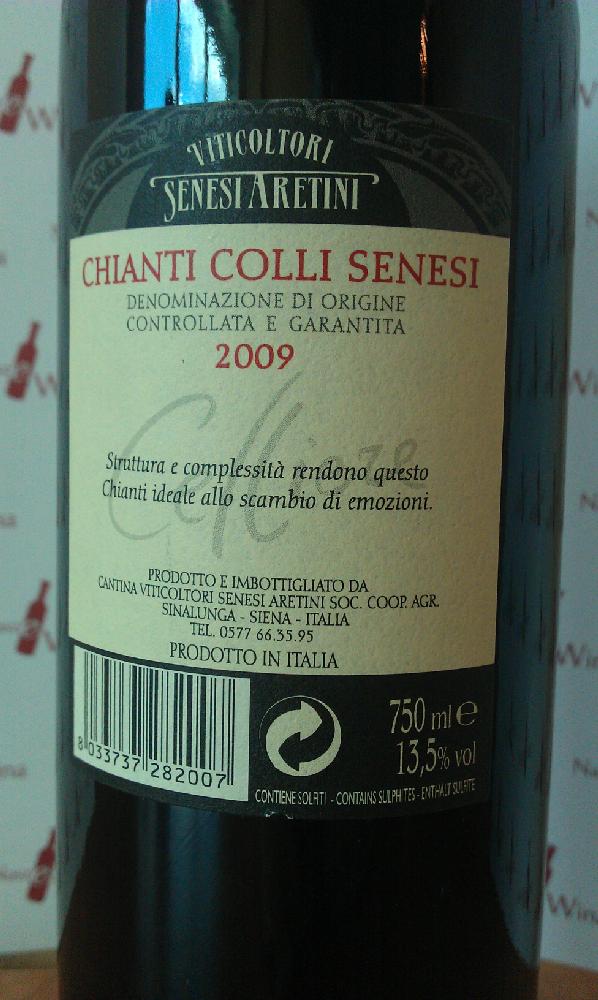 VITICOLTORI
SENESI ARETINI
CHIANTI COLLI SENESI
DENOMINAZIONE DI ORIGINE
CONTROLLATA E GARANTITA
2009
Struttura e complessità rendono questo
Chianti ideale allo scambio di emozioni.
PRODOTTO E IMBOTTIGLIATO DA
CANTINA VITICOLTORI SENESI ARETINI SOC. COOP. AGR.
SINALUNGA - SIENA - ITALIA
TEL. 0577 66.35.95
PRODOTTO IN ITALIA
8 033737 282007
750 ml e
13,5% vol
CONTIENE SOLFITI - CONTAINS SULPHITES - ENTHALT SULFITE